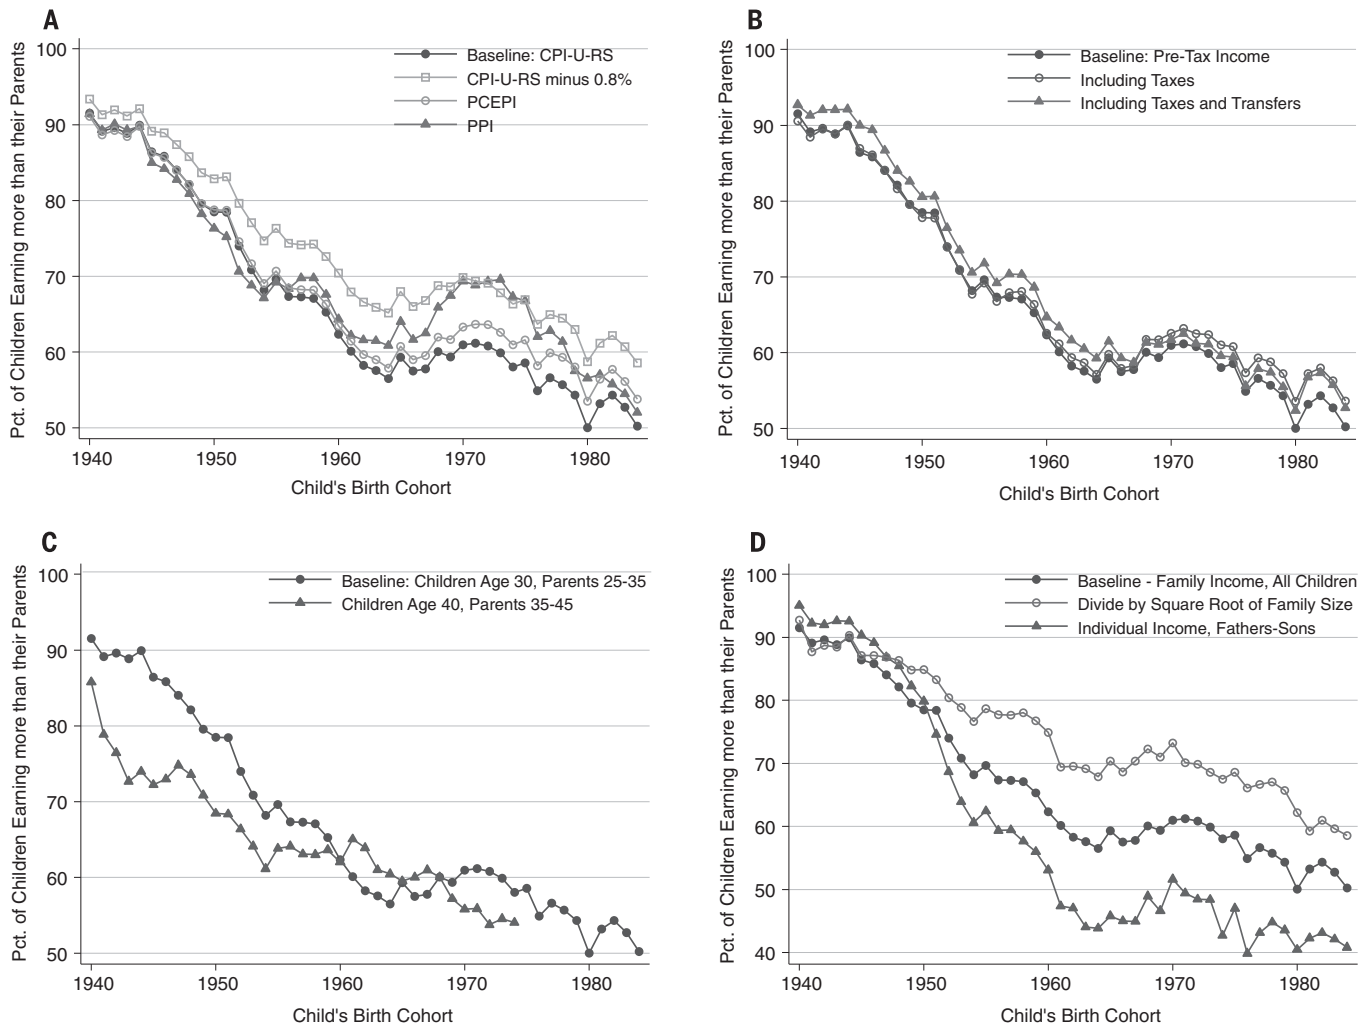 A
Pct. of Children Earning more than their Parents
100
90
80
70
60
50
Baseline: CPI-U-RS
CPI-U-RS minus 0.8%
PCEPI
PPI
1940
1950
1960
1970
1980
Child's Birth Cohort
B
Pct. of Children Earning more than their Parents
100
90
80
70
60
50
Baseline: Pre-Tax Income
Including Taxes
Including Taxes and Transfers
1940
1950
1960
1970
1980
Child's Birth Cohort
C
Pct. of Children Earning more than their Parents
100
90
80
70
60
50
Baseline: Children Age 30, Parents 25-35
Children Age 40, Parents 35-45
1940
1950
1960
1970
1980
Child's Birth Cohort
D
Pct. of Children Earning more than their Parents
100
90
80
70
60
50
40
Baseline - Family Income, All Children
Divide by Square Root of Family Size
Individual Income, Fathers-Sons
1940
1950
1960
1970
1980
Child's Birth Cohort